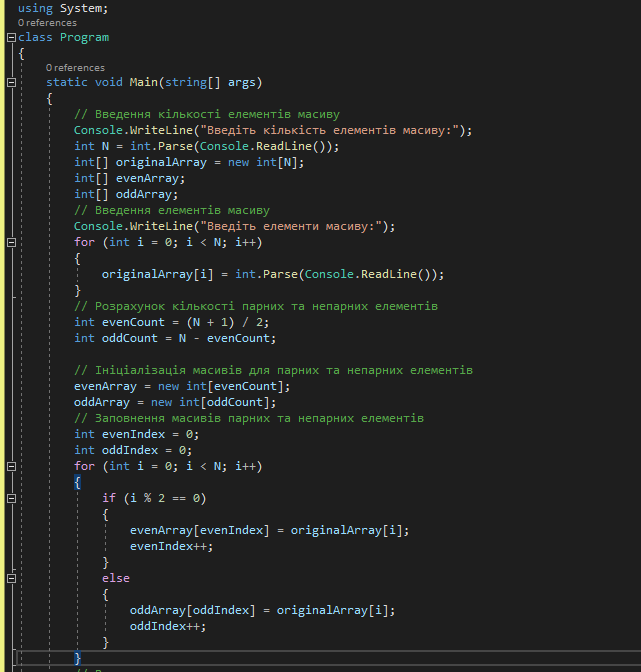 using System;
0 references
class Program
{
0 references
static void Main(string[] args)
{
// Введення кількості елементів масиву
Console.WriteLine("Введіть кількість елементів масиву:");
int N = int.Parse(Console.ReadLine());
int[] originalArray = new int[N];
int[] evenArray;
int[] oddArray;
// Введення елементів масиву
Console.WriteLine("Введіть елементи масиву:");
for (int i = 0; i < N; i++)
{
originalArray[i] = int.Parse(Console.ReadLine());
}
// Розрахунок кількості парних та непарних елементів
int evenCount = (N + 1) / 2;
int oddCount = N - evenCount;
// Ініціалізація масивів для парних та непарних елементів
evenArray = new int[evenCount];
oddArray = new int[oddCount];
// Заповнення масивів парних та непарних елементів
int evenIndex = 0;
int oddIndex = 0;
for (int i = 0; i < N; i++)
{
if (i % 2 == 0)
{
evenArray[evenIndex] = originalArray[i];
evenIndex++;
}
else
{
oddArray[oddIndex] = originalArray[i];
oddIndex++;
}
}